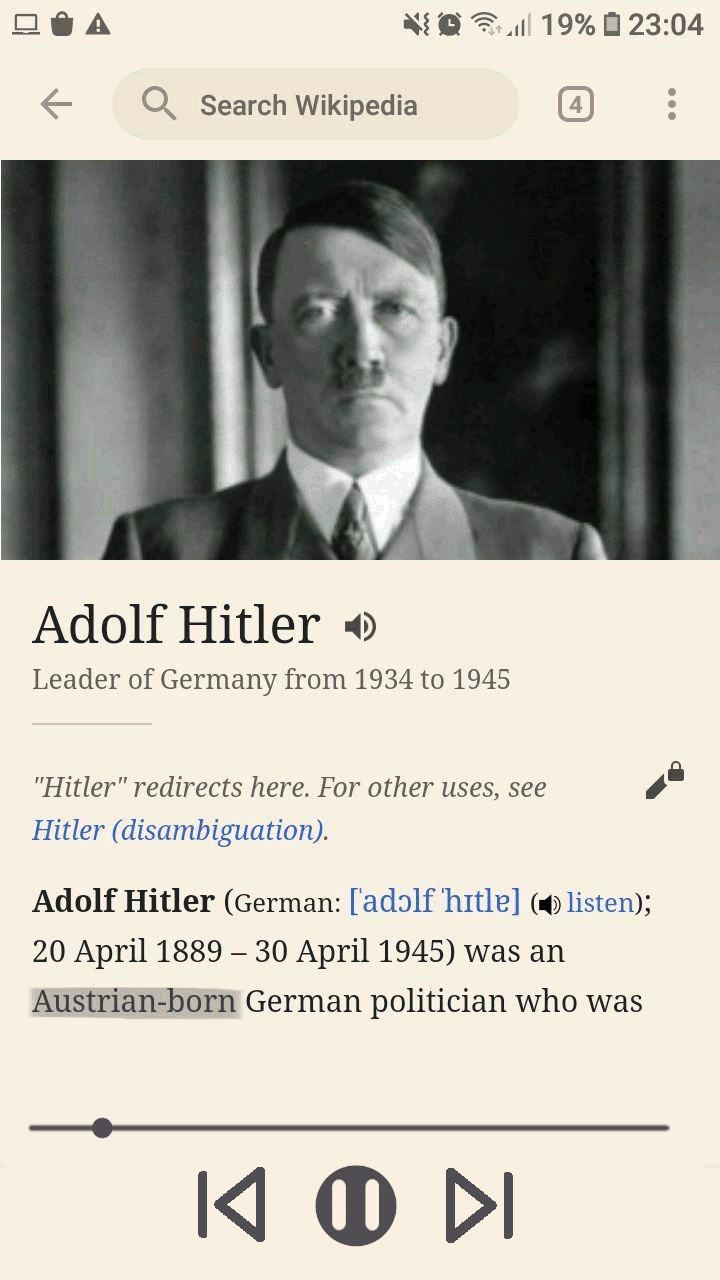 19% 23:04
Search Wikipedia 4
Adolf Hitler
Leader of Germany from 1934 to 1945
"Hitler" redirects here. For other uses, see
Hitler (disambiguation).
Adolf Hitler (German: [ˈadɔlf ˈhɪtlɐ] ( listen);
20 April 1889 – 30 April 1945) was an
Austrian-born German politician who was